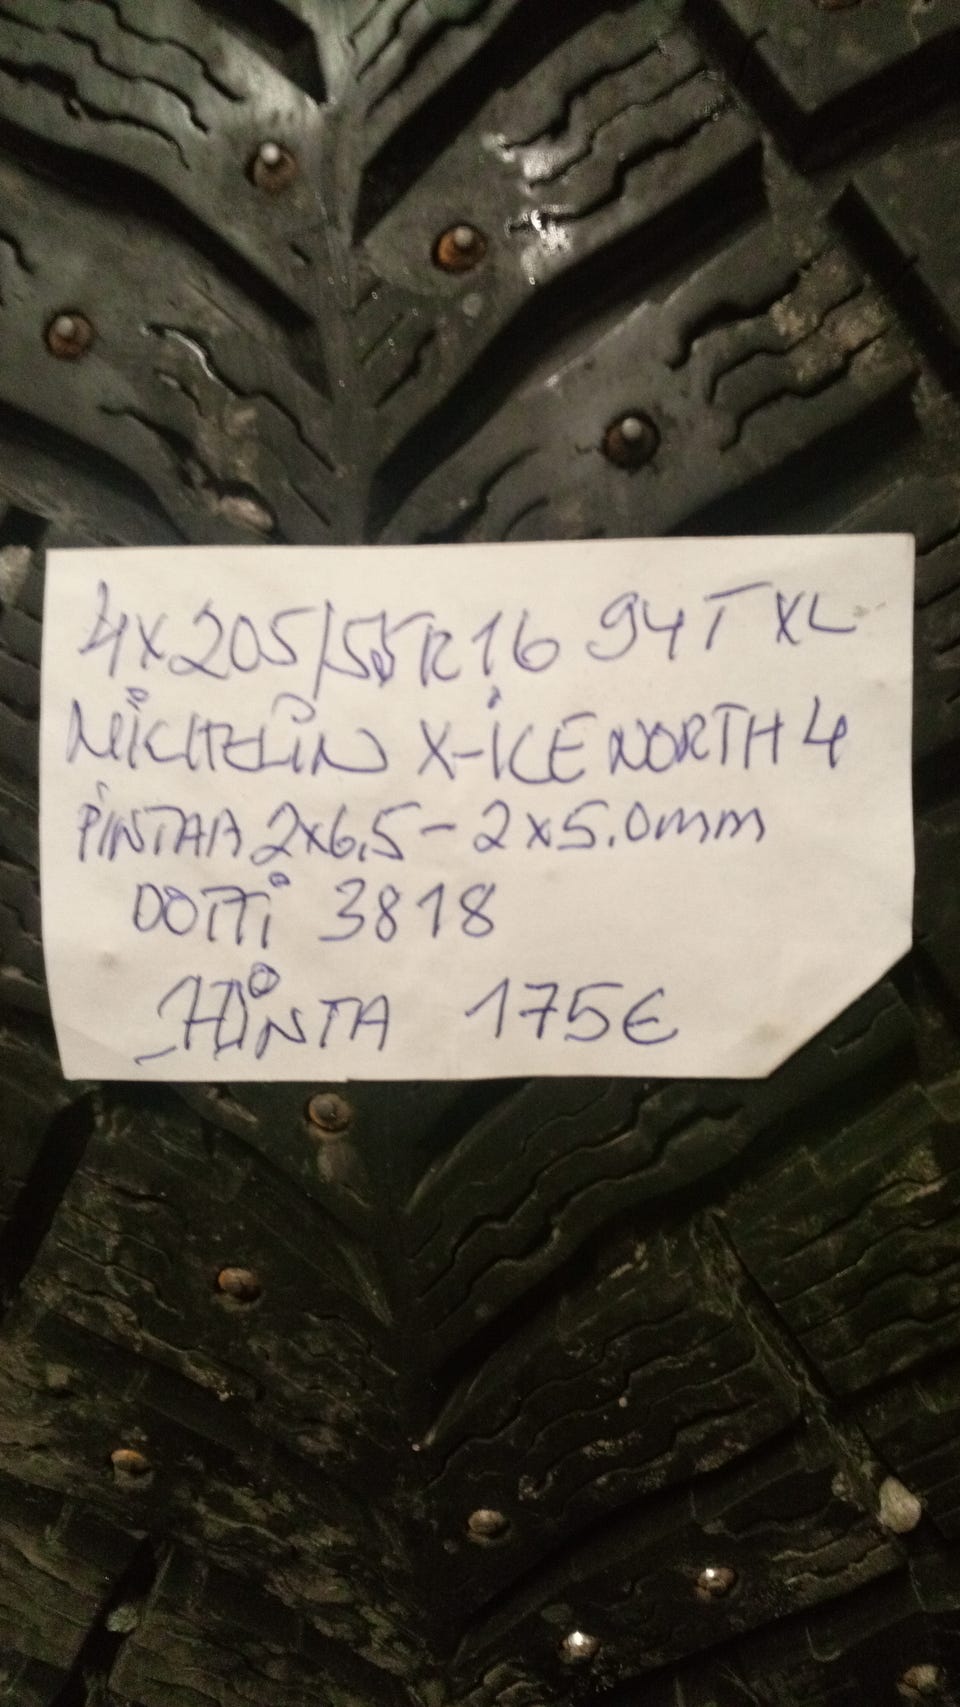 4X205/55R16 94T XL
MICHELIN X-ICE NORTH 4
PINTAA 2x6.5-2x5.0mm
DOTTI 3818
HINTA 175€